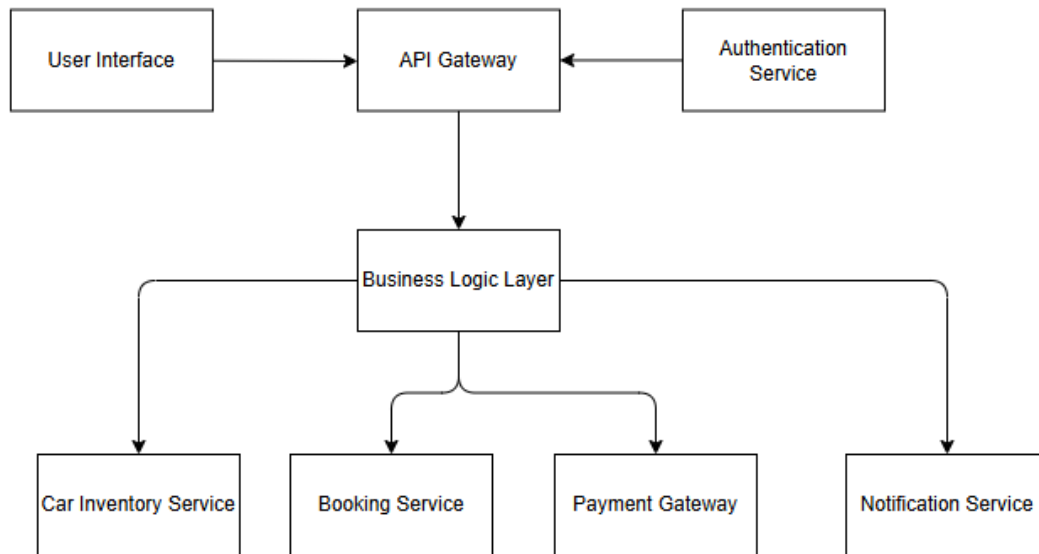 User Interface
API Gateway
Authentication
Service
Business Logic Layer
Car Inventory Service
Booking Service
Payment Gateway
Notification Service